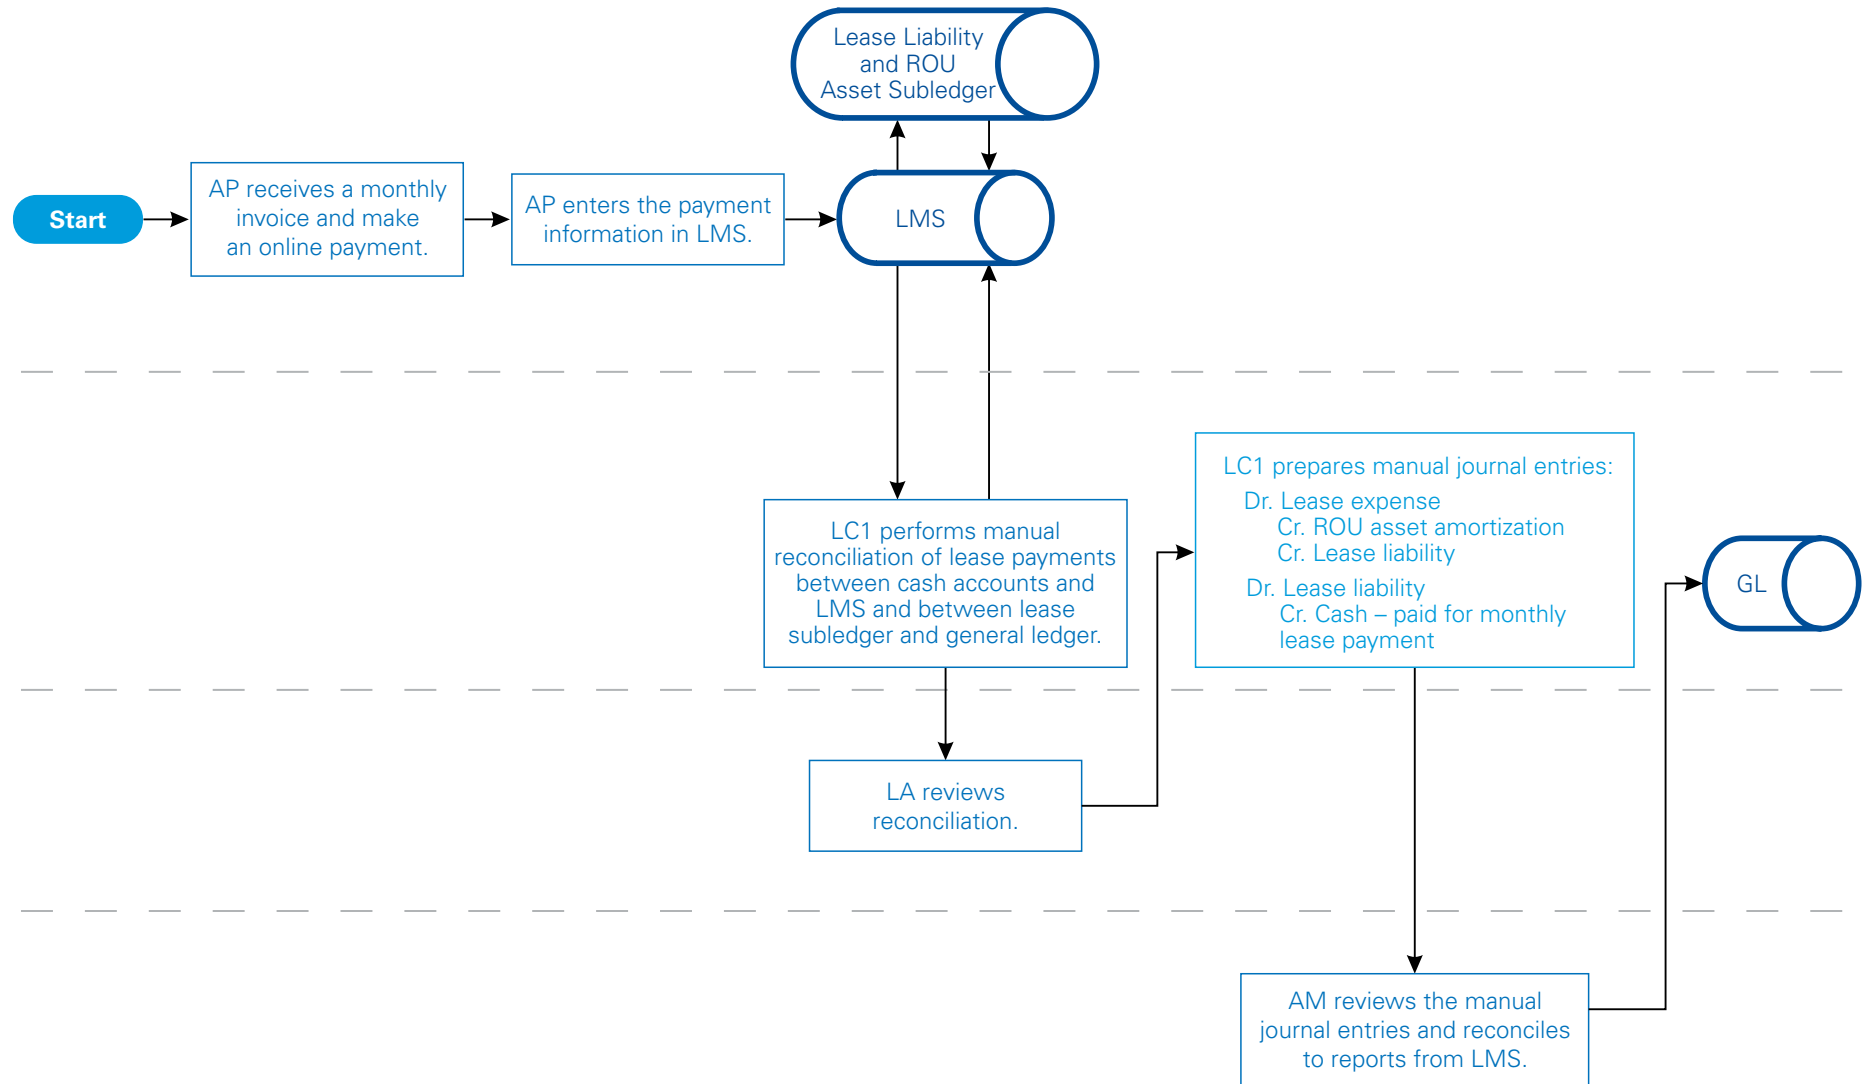 Lease Liability
and ROU
Asset Subledger
Start
AP receives a monthly
invoice and make
an online payment.
AP enters the payment
information in LMS.
LMS
LC1 performs manual
reconciliation of lease payments
between cash accounts and
LMS and between lease
subledger and general ledger.
LC1 prepares manual journal entries:
Dr. Lease expense
Cr. ROU asset amortization
Cr. Lease liability
Dr. Lease liability
Cr. Cash – paid for monthly
lease payment
GL
LA reviews
reconciliation.
AM reviews the manual
journal entries and reconciles
to reports from LMS.